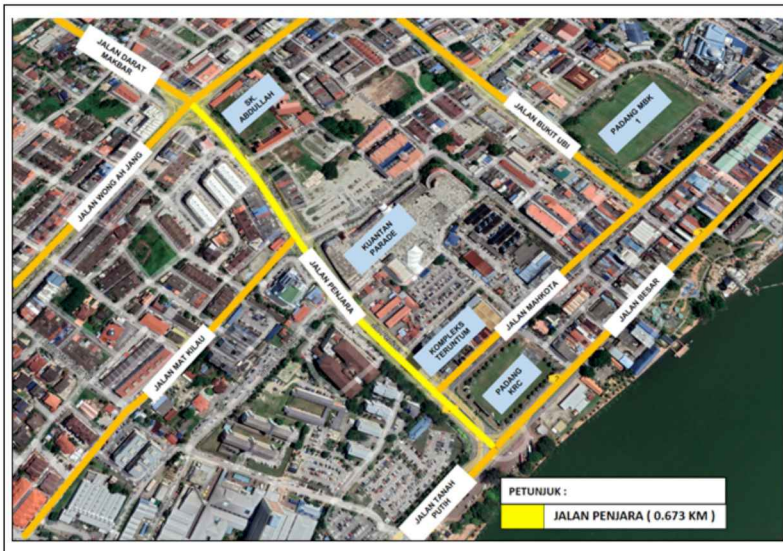 JALAN DARAT
MAKBAR
SK.
ABDULLAH
JALAN BUKIT UBI
PADANG MBK
1
JALAN WONG AH JANG
KUANTAN
PARADE
JALAN PENJARA
JALAN MAHKOTA
JALAN BESAR
KOMPLEKS
TERUNTUM
JALAN MAT KILAU
PADANG
KRC
JALAN TANAH
PUTIH
PETUNJUK :
JALAN PENJARA ( 0.673 KM )